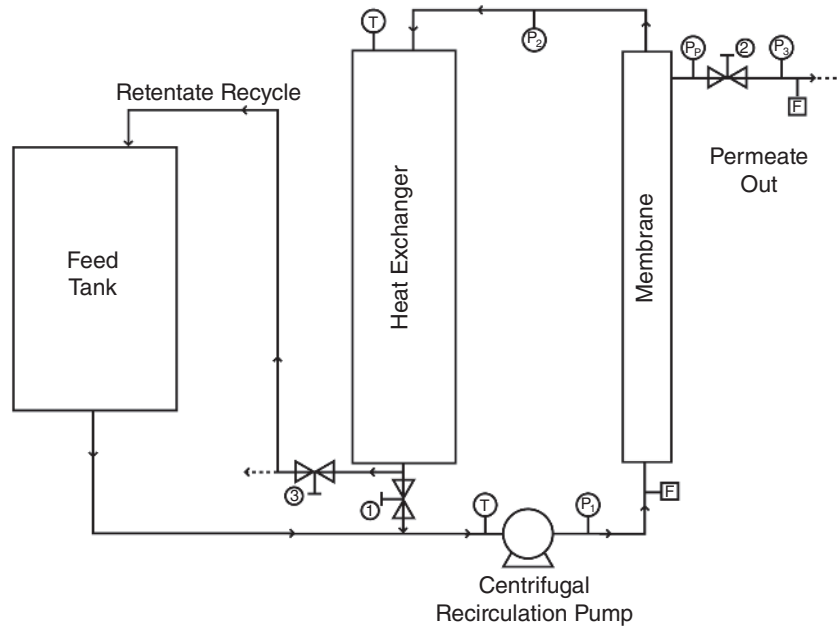 T
P2
PP
2
P3
F
Retentate Recycle
Permeate
Out
Feed
Tank
Heat Exchanger
Membrane
3
1
T
P1
F
Centrifugal
Recirculation Pump